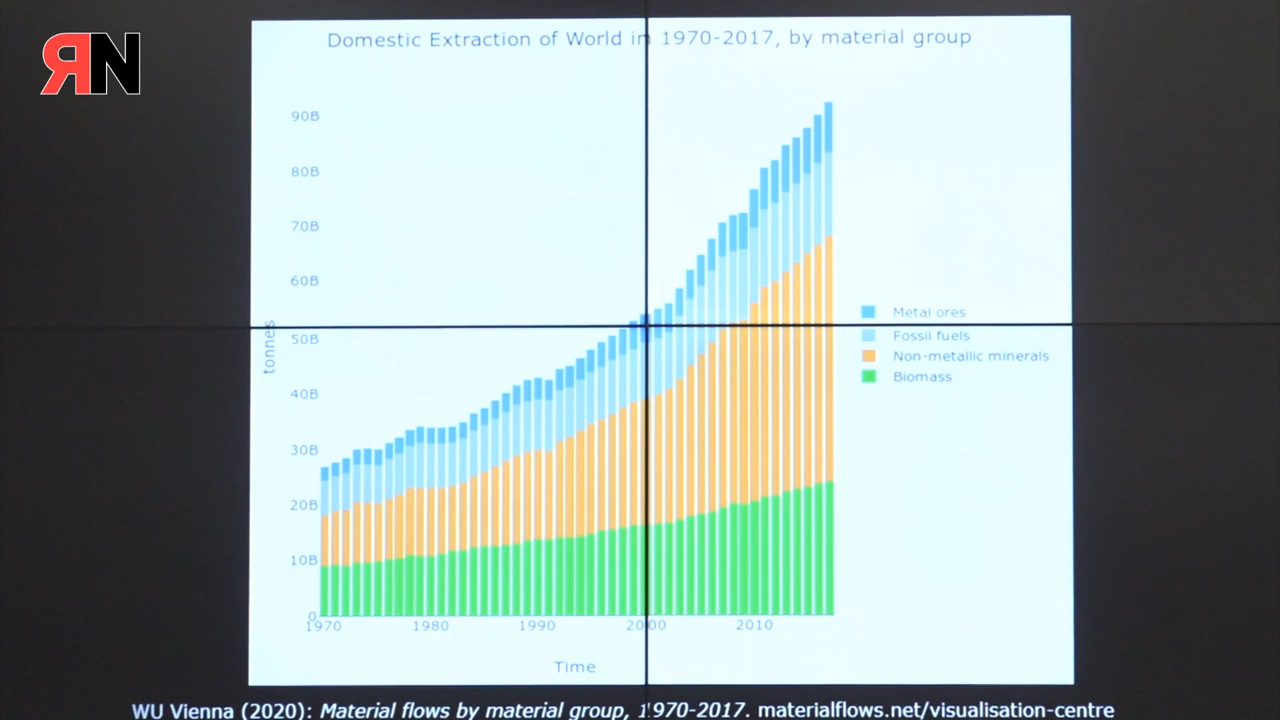 ЯN
Domestic Extraction of World in 1970-2017, by material group
90B
80B
70B
60B
50B
40B
30B
20B
10B
0
tonnes
1970 1980 1990 2000 2010
Time
Metal ores
Fossil fuels
Non-metallic minerals
Biomass
WU Vienna (2020): Material flows by material group, 1970-2017. materialflows.net/visualisation-centre